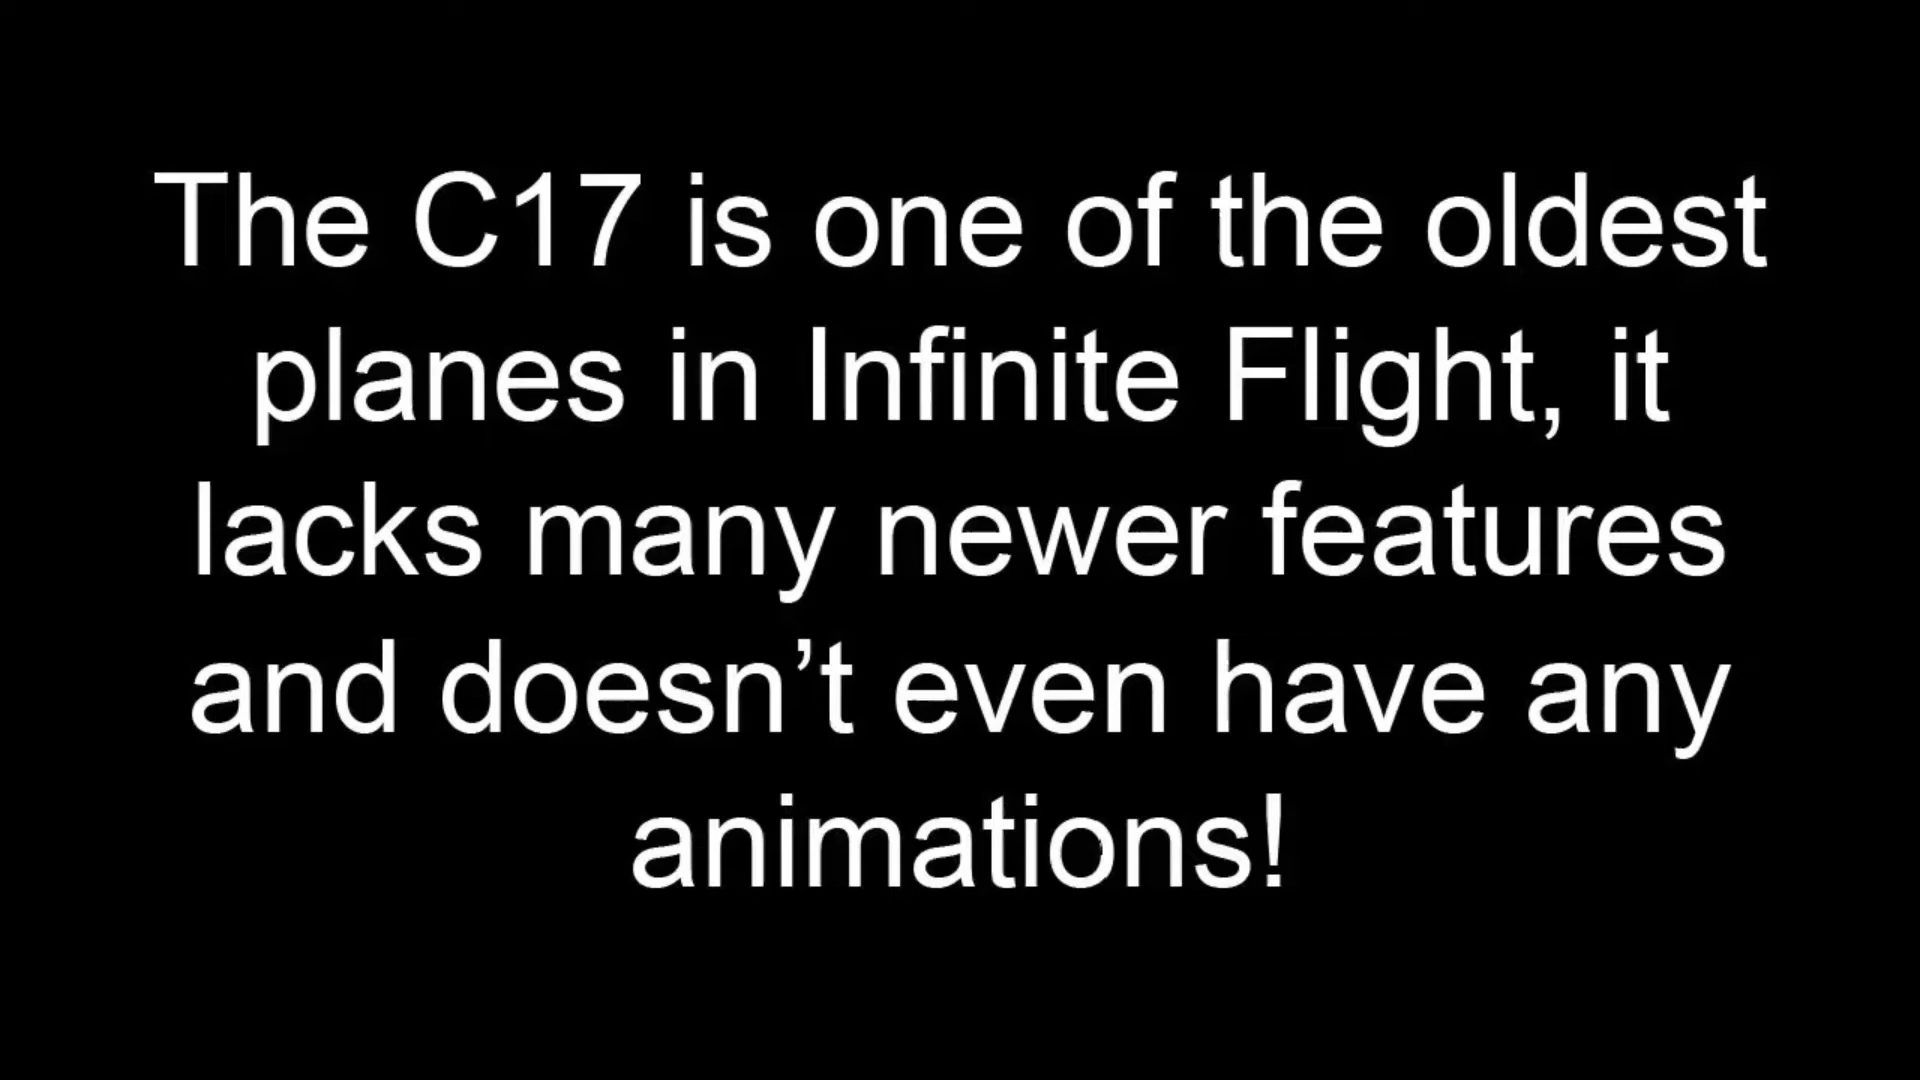 The C17 is one of the oldest
planes in Infinite Flight, it
lacks many newer features
and doesn’t even have any
animations!